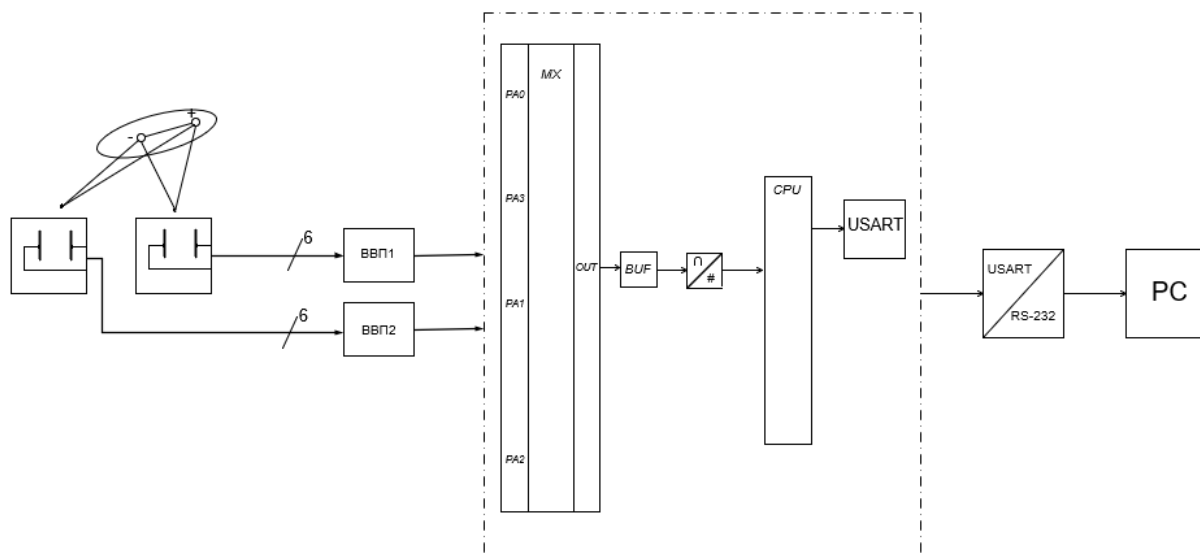 MX
PA0
+
-
PA3
CPU
USART
6
ВВП1
OUT
BUF
∩
#
USART
RS-232
PC
PA1
6
ВВП2
PA2